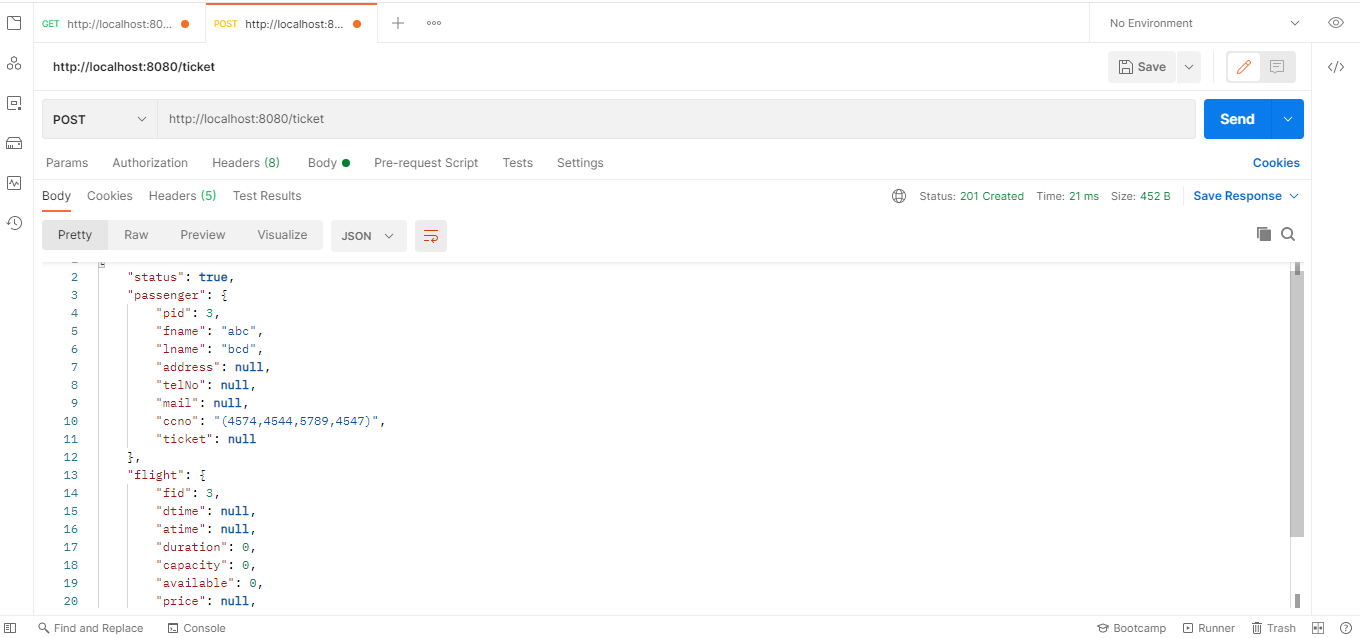 GET http://localhost:80...
POST http://localhost:8...
No Environment
http://localhost:8080/ticket
Save
POST
http://localhost:8080/ticket
Send
Params Authorization Headers (8) Body Pre-request Script Tests Settings
Cookies
Body Cookies Headers (5) Test Results
Status: 201 Created Time: 21 ms Size: 452 B
Save Response
Pretty Raw Preview Visualize
JSON
2 "status": true,
3 "passenger": {
4 "pid": 3,
5 "fname": "abc",
6 "lname": "bcd",
7 "address": null,
8 "telNo": null,
9 "mail": null,
10 "ccno": "(4574,4544,5789,4547)",
11 "ticket": null
12 },
13 "flight": {
14 "fid": 3,
15 "dtime": null,
16 "atime": null,
17 "duration": 0,
18 "capacity": 0,
19 "available": 0,
20 "price": null,
Find and Replace
Console
Bootcamp
Runner
Trash